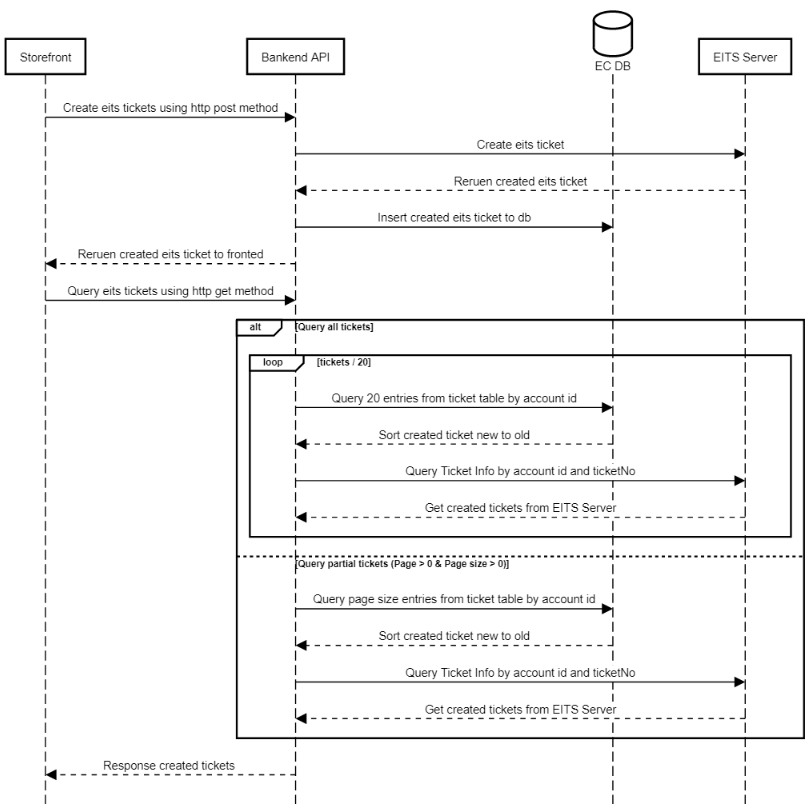 Storefront
Bankend API
EC DB
EITS Server
Create eits tickets using http post method
Create eits ticket
Reruen created eits ticket
Insert created eits ticket to db
Reruen created eits ticket to fronted
Query eits tickets using http get method
alt [Query all tickets]
loop [tickets / 20]
Query 20 entries from ticket table by account id
Sort created ticket new to old
Query Ticket Info by account id and ticketNo
Get created tickets from EITS Server
[Query partial tickets (Page > 0 & Page size > 0)]
Query page size entries from ticket table by account id
Sort created ticket new to old
Query Ticket Info by account id and ticketNo
Get created tickets from EITS Server
Response created tickets